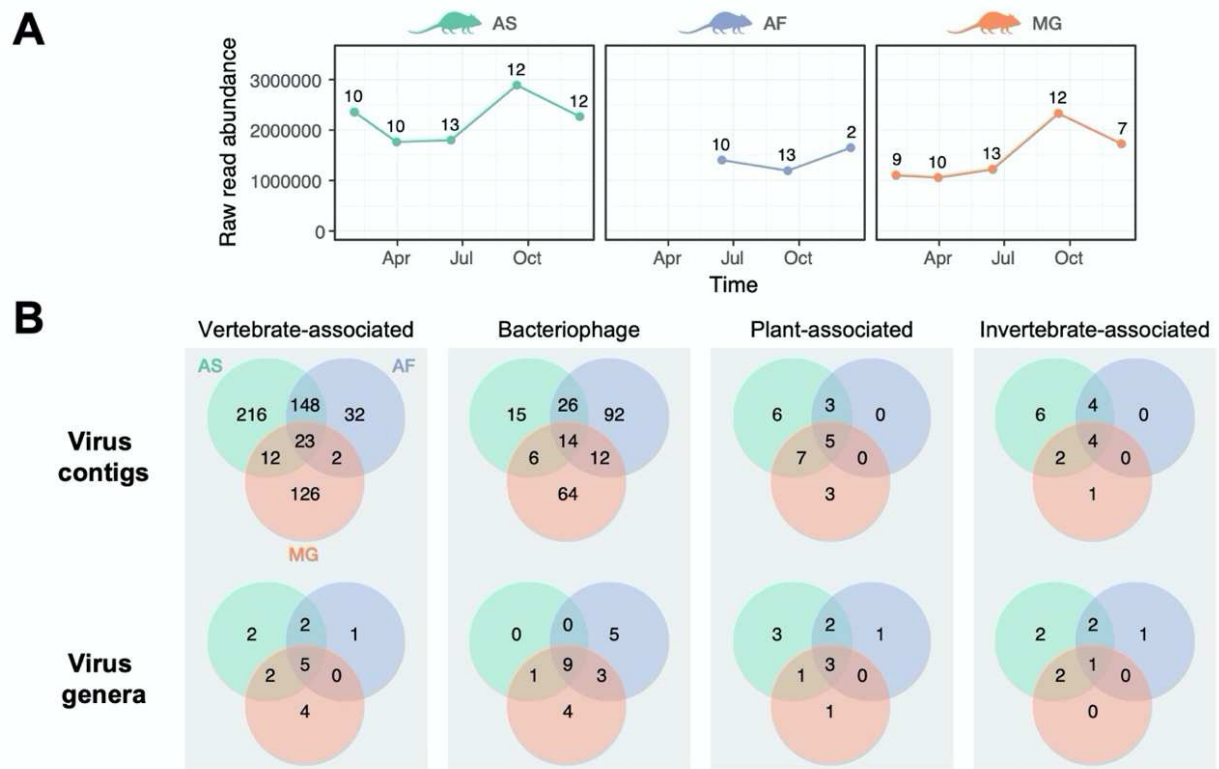 A
AS
AF
MG
Raw read abundance
3000000
2000000
1000000
0
10
10
13
12
12
10
13
2
9
10
13
12
7
Apr Jul Oct
Apr Jul Oct
Apr Jul Oct
Time
B
Vertebrate-associated
Bacteriophage
Plant-associated
Invertebrate-associated
Virus
contigs
AS
AF
216 148 32
23
12 2
126
MG
15 26 92
14
6 12
64
6 3 0
5
7 0
3
6 4 0
4
2 0
1
Virus
genera
2 2 1
5
2 0
4
0 0 5
9
1 3
4
3 2 1
3
1 0
1
2 2 1
1
2 0
0